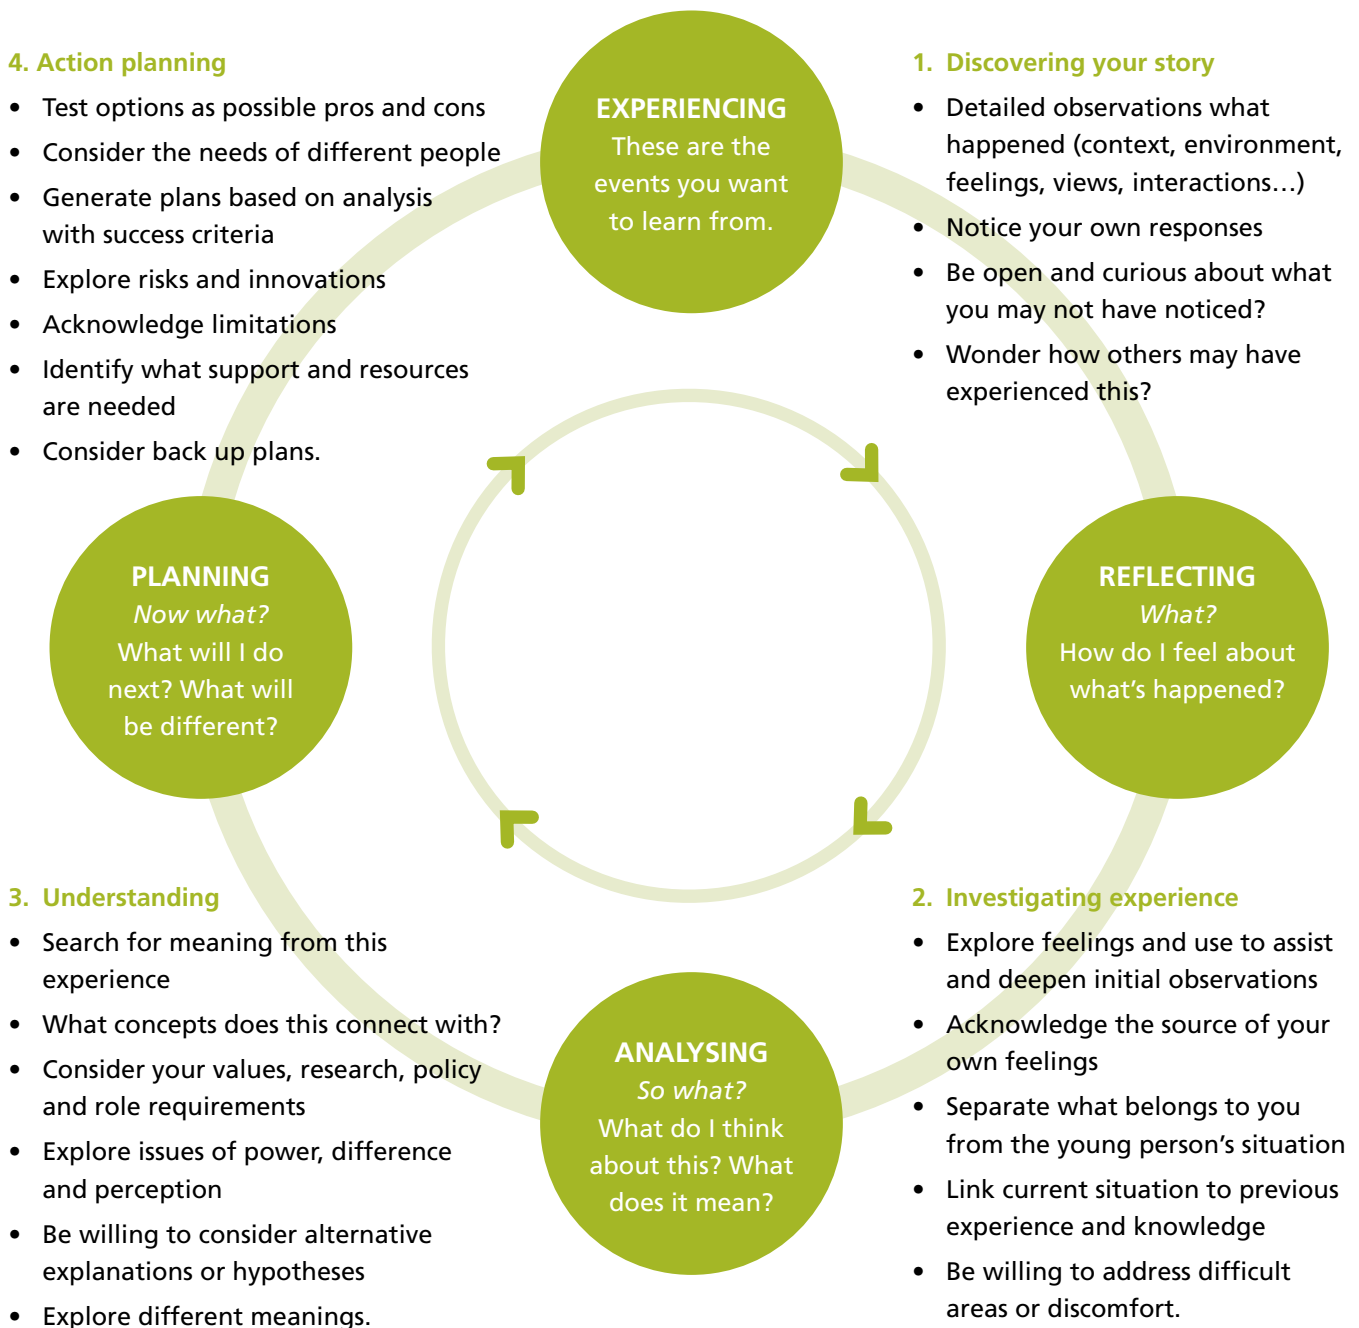 EXPERIENCING
These are the
events you want
to learn from.
1. Discovering your story
• Detailed observations what
happened (context, environment,
feelings, views, interactions…)
• Notice your own responses
• Be open and curious about what
you may not have noticed?
• Wonder how others may have
experienced this?
REFLECTING
What?
How do I feel about
what’s happened?
2. Investigating experience
• Explore feelings and use to assist
and deepen initial observations
• Acknowledge the source of your
own feelings
• Separate what belongs to you
from the young person’s situation
• Link current situation to previous
experience and knowledge
• Be willing to address difficult
areas or discomfort.
ANALYSING
So what?
What do I think
about this? What
does it mean?
3. Understanding
• Search for meaning from this
experience
• What concepts does this connect with?
• Consider your values, research, policy
and role requirements
• Explore issues of power, difference
and perception
• Be willing to consider alternative
explanations or hypotheses
• Explore different meanings.
PLANNING
Now what?
What will I do
next? What will
be different?
4. Action planning
• Test options as possible pros and cons
• Consider the needs of different people
• Generate plans based on analysis
with success criteria
• Explore risks and innovations
• Acknowledge limitations
• Identify what support and resources
are needed
• Consider back up plans.